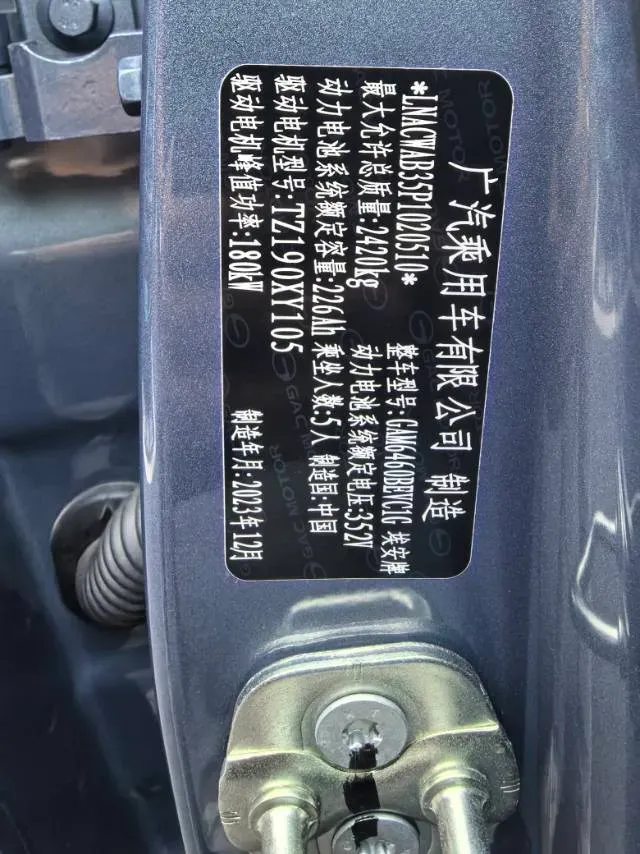 广汽乘用车有限公司 制造
*LNACWAB35P1020510* 整车型号:GAM6460BEVC1G 埃安牌
最大允许总质量:2420kg 动力电池系统额定电压:352V
动力电池系统额定容量:226Ah 乘坐人数:5人 制造国:中国
驱动电机型号:TZ190XY105
驱动电机峰值功率:180kW 制造年月:2023年12月
GAC MOTOR